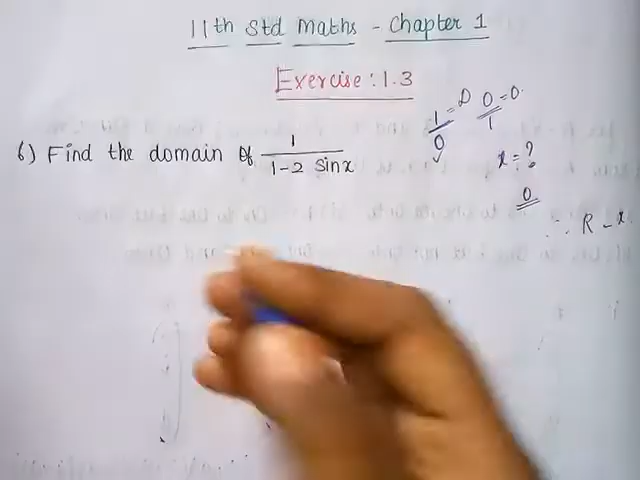 11th Std Maths - Chapter 1
Exercise : 1.3
1/0 = ∞ 0/1 = 0
6) Find the domain of 1/(1-2 sinx)
x = ?
0
∴ R - x